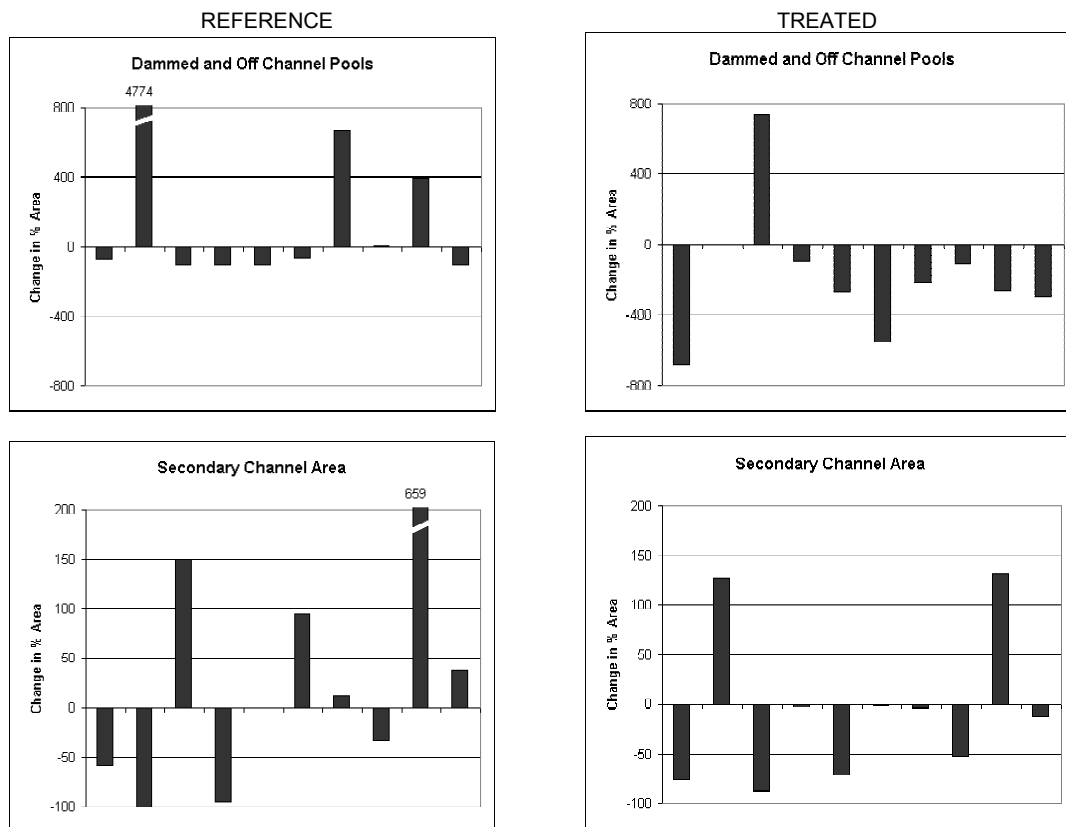 REFERENCE
TREATED
Dammed and Off Channel Pools
4774
800
400
0
-400
-800
Change in % Area
Dammed and Off Channel Pools
800
400
0
-400
-800
Change in % Area
Secondary Channel Area
659
200
150
100
50
0
-50
-100
Change in % Area
Secondary Channel Area
200
150
100
50
0
-50
-100
Change in % Area